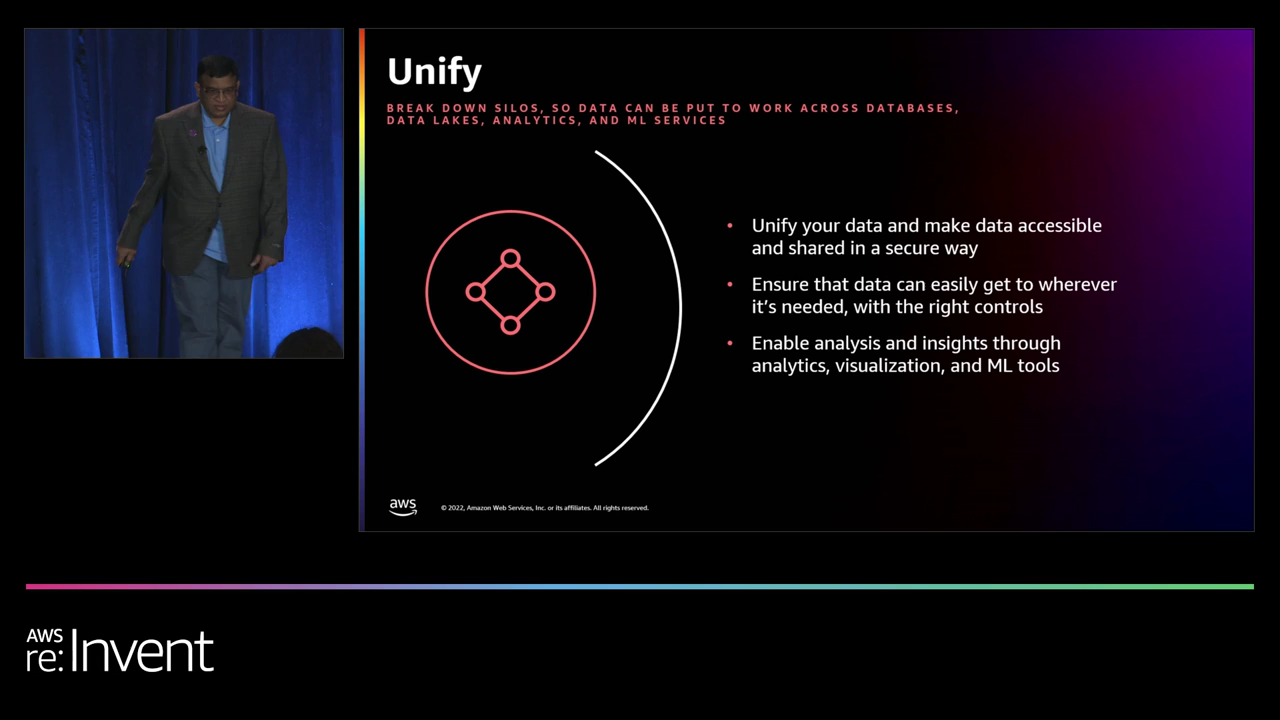 Unify
BREAK DOWN SILOS, SO DATA CAN BE PUT TO WORK ACROSS DATABASES,
DATA LAKES, ANALYTICS, AND ML SERVICES
• Unify your data and make data accessible
and shared in a secure way
• Ensure that data can easily get to wherever
it's needed, with the right controls
• Enable analysis and insights through
analytics, visualization, and ML tools
aws
© 2022, Amazon Web Services, Inc. or its affiliates. All rights reserved.
AWS
re:Invent